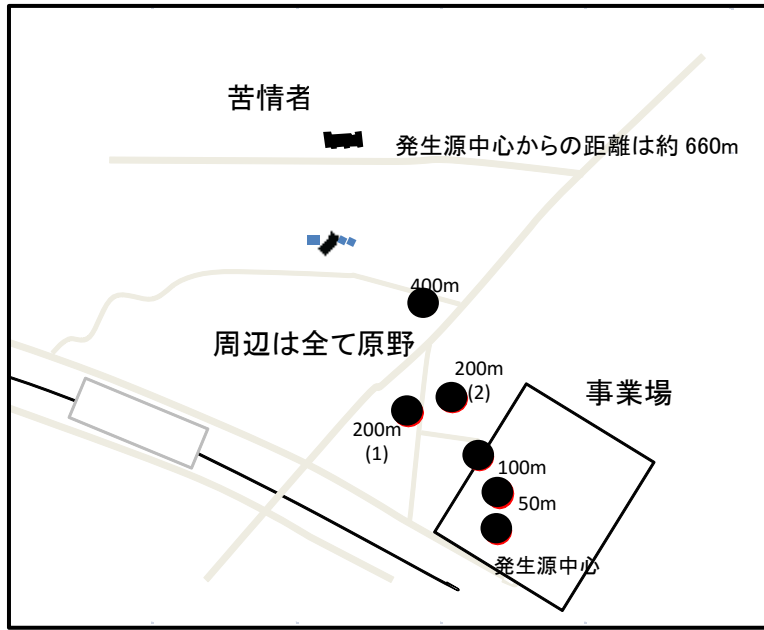 苦情者
発生源中心からの距離は約 660m
400m
周辺は全て原野
200m
(2)
事業場
200m
(1)
100m
50m
発生源中心